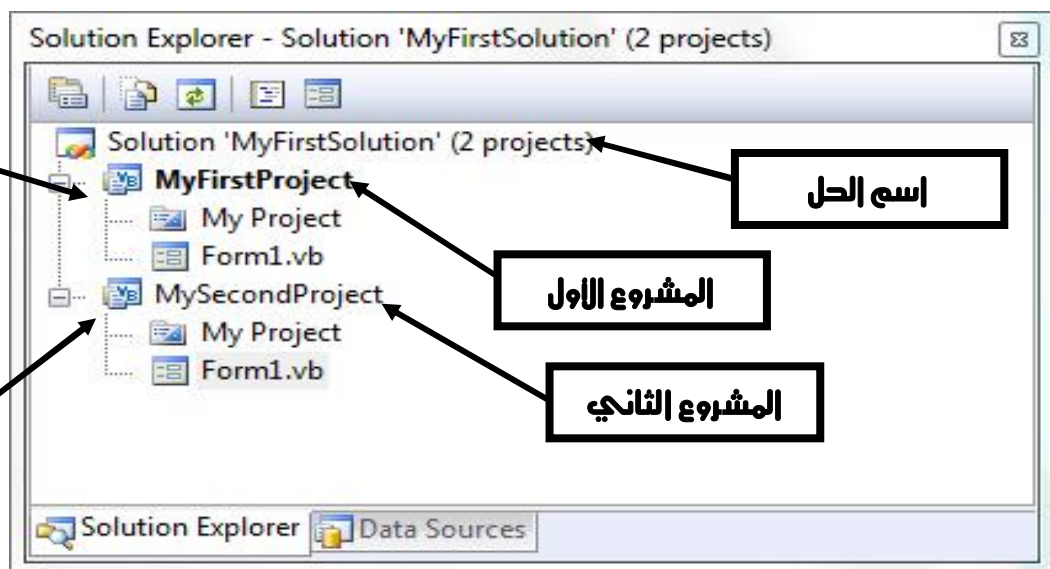 Solution Explorer - Solution 'MyFirstSolution' (2 projects)
Solution 'MyFirstSolution' (2 projects)
اسم الحل
MyFirstProject
My Project
Form1.vb
المشروع الأول
MySecondProject
My Project
Form1.vb
المشروع الثاني
Solution Explorer
Data Sources